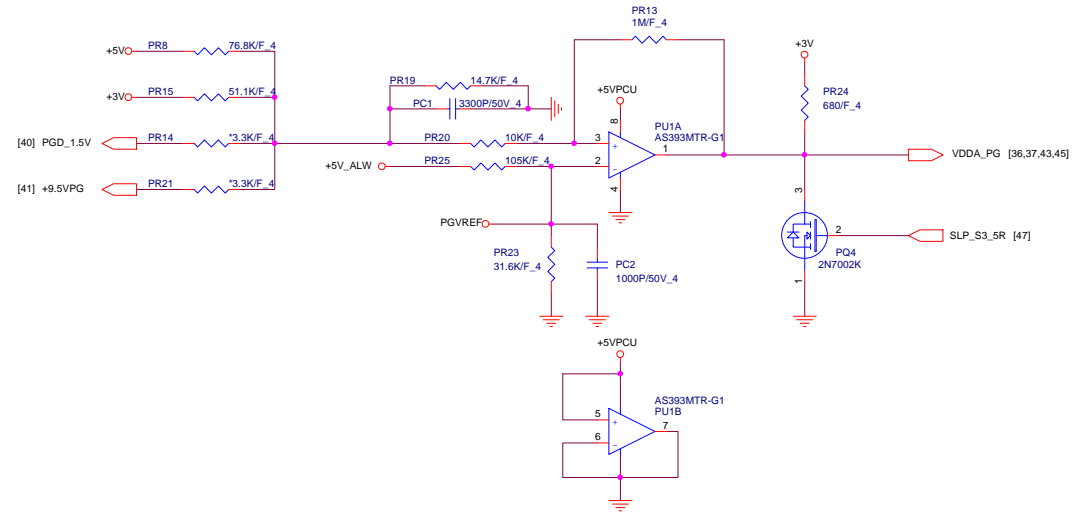 PR13
1M/F_4
+5V PR8 76.8K/F_4
+3V
PR19 14.7K/F_4
+5VPCU
PR24
680/F_4
+3V PR15 51.1K/F_4
PC1 3300P/50V_4
8
PU1A
AS393MTR-G1
[40] PGD_1.5V PR14 *3.3K/F_4
PR20 10K/F_4 3
+
1
VDDA_PG [36,37,43,45]
+5V_ALW PR25 105K/F_4 2
-
4
[41] +9.5VPG PR21 *3.3K/F_4
3
PGVREF
2
SLP_S3_5R [47]
PR23
31.6K/F_4
PC2
1000P/50V_4
PQ4
2N7002K
1
+5VPCU
AS393MTR-G1
PU1B
5
+
7
6
-